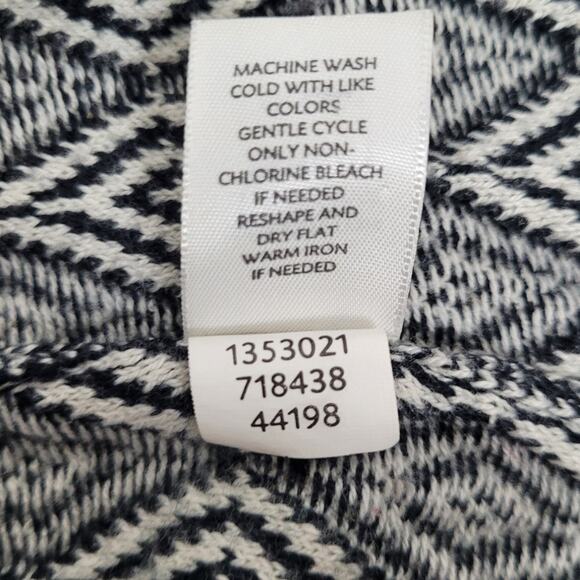 MACHINE WASH
COLD WITH LIKE
COLORS
GENTLE CYCLE
ONLY NON-
CHLORINE BLEACH
IF NEEDED
RESHAPE AND
DRY FLAT
WARM IRON
IF NEEDED
1353021
718438
44198